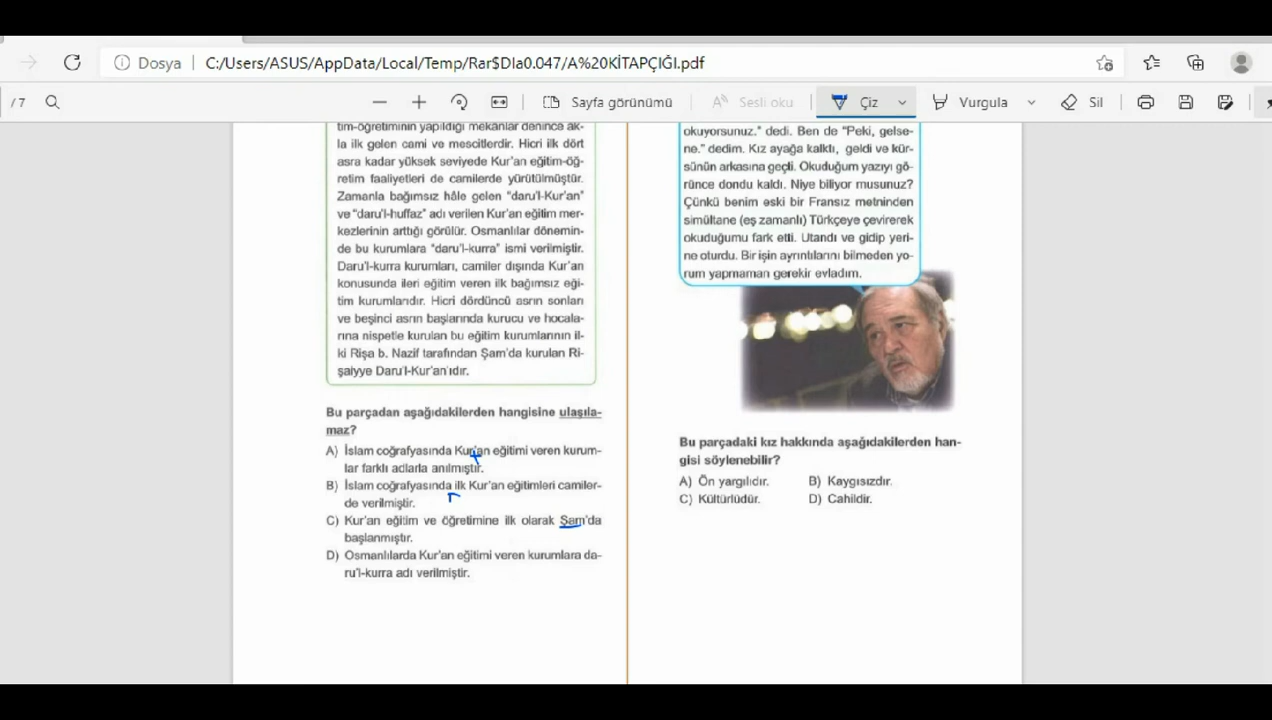 Dosya
C:/Users/ASUS/AppData/Local/Temp/Rar$DIa0.047/A%20KİTAPÇIĞI.pdf
/7
Sayfa görünümü
Sesli oku
Çiz
Vurgula
Sil
tim-öğretiminin yapıldığı mekânlar denince ak-
la ilk gelen cami ve mescitlerdir. Hicri ilk dört
asra kadar yüksek seviyede Kur'an eğitim-öğ-
retim faaliyetleri de camilerde yürütülmüştür.
Zamanla bağımsız hâle gelen "daru'l-Kur'an"
ve "daru'l-huffaz" adı verilen Kur'an eğitim mer-
kezlerinin arttığı görülür. Osmanlılar dönemin-
de bu kurumlara "daru'l-kurra" ismi verilmiştir.
Daru'l-kurra kurumları, camiler dışında Kur'an
konusunda ileri eğitim veren ilk bağımsız eği-
tim kurumlarıdır. Hicri dördüncü asrın sonları
ve beşinci asrın başlarında kurucu ve hocala-
rına nispetle kurulan bu eğitim kurumlarının il-
ki Rişa b. Nazif tarafından Şam'da kurulan Ri-
şaiyye Daru'l-Kur'an'ıdır.
Bu parçadan aşağıdakilerden hangisine ulaşıla-
maz?
A) İslam coğrafyasında Kur'an eğitimi veren kurum-
lar farklı adlarla anılmıştır.
B) İslam coğrafyasında ilk Kur'an eğitimleri camiler-
de verilmiştir.
C) Kur'an eğitim ve öğretimine ilk olarak Şam'da
başlanmıştır.
D) Osmanlılarda Kur'an eğitimi veren kurumlara da-
ru'l-kurra adı verilmiştir.
okuyorsunuz." dedi. Ben de "Peki, gelse-
ne." dedim. Kız ayağa kalktı, geldi ve kür-
sünün arkasına geçti. Okuduğum yazıyı gö-
rünce dondu kaldı. Niye biliyor musunuz?
Çünkü benim eski bir Fransız metninden
simültane (eş zamanlı) Türkçeye çevirerek
okuduğumu fark etti. Utandı ve gidip yeri-
ne oturdu. Bir işin ayrıntılarını bilmeden yo-
rum yapmaman gerekir evladım.
Bu parçadaki kız hakkında aşağıdakilerden han-
gisi söylenebilir?
A) Ön yargılıdır. B) Kaygısızdır.
C) Kültürlüdür. D) Cahildir.